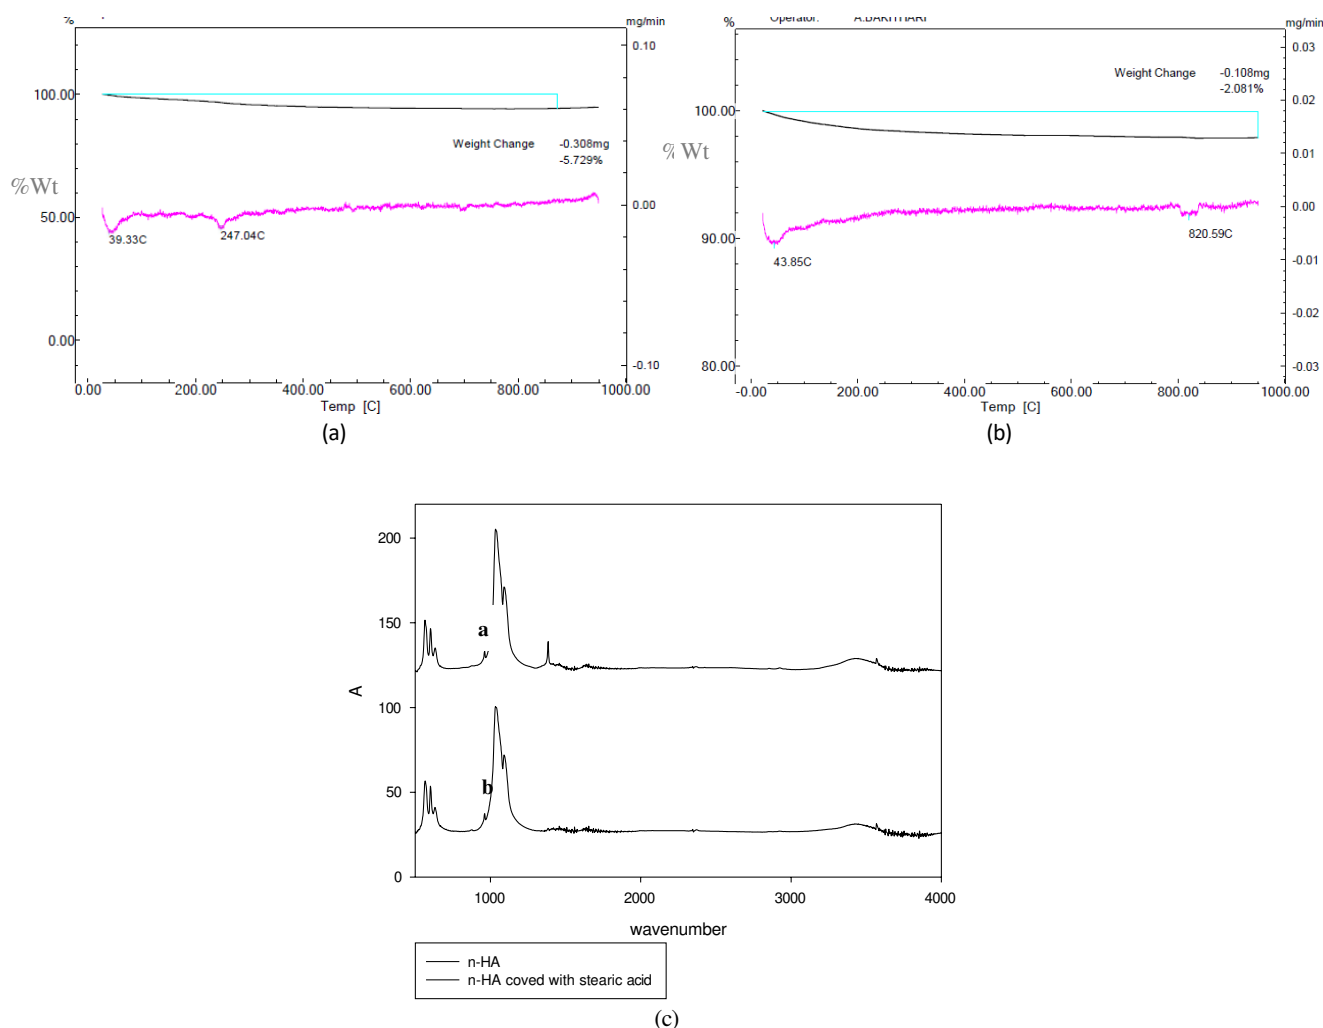 %
mg/min
0.10
100.00
Weight Change -0.308mg
-5.729%
%Wt
50.00
0.00
39.33C
247.04C
0.00
-0.10
0.00 200.00 400.00 600.00 800.00 1000.00
Temp [C]
(a)
%
mg/min
0.03
Weight Change -0.108mg
-2.081%
0.02
100.00
0.01
% Wt
0.00
90.00
820.59C
43.85C
-0.01
-0.02
80.00
-0.03
-0.00 200.00 400.00 600.00 800.00 1000.00
Temp [C]
(b)
200
150
a
A
100
b
50
0
1000 2000 3000 4000
wavenumber
n-HA
n-HA coved with stearic acid
(c)